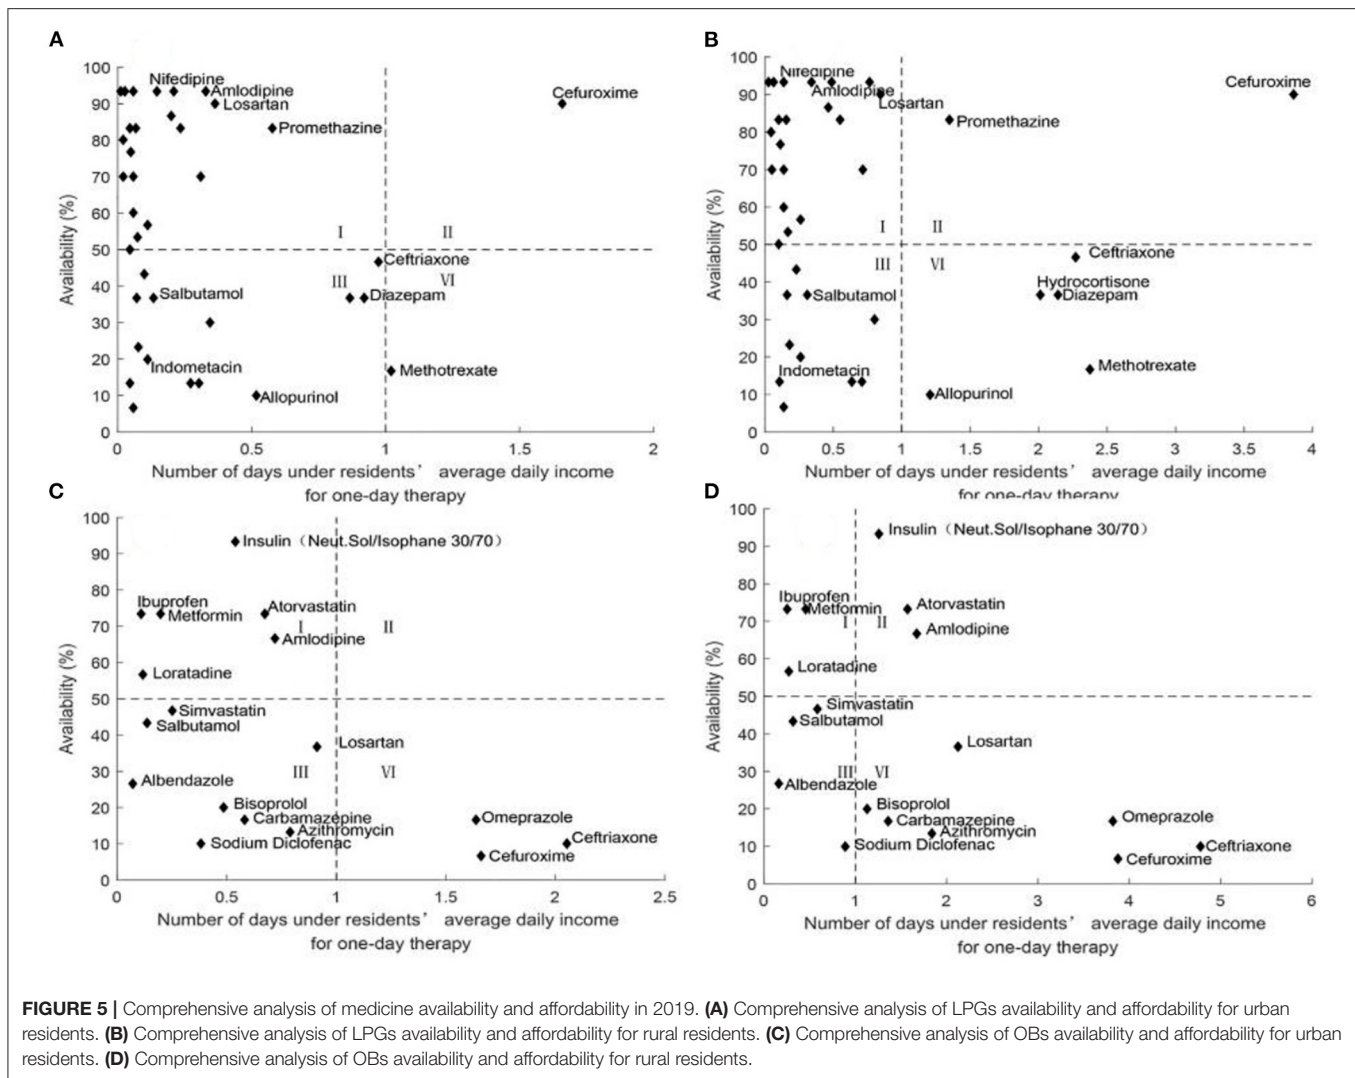 A
100
90
80
70
60
50
40
30
20
10
0
Availability (%)
Nifedipine
Amlodipine
Losartan
Cefuroxime
Promethazine
I
II
Ceftriaxone
III
VI
Salbutamol
Diazepam
Indometacin
Methotrexate
Allopurinol
0
0.5
1
1.5
2
Number of days under residents’ average daily income
for one-day therapy
B
100
90
80
70
60
50
40
30
20
10
0
Availability (%)
Nifedipine
Amlodipine
Losartan
Cefuroxime
Promethazine
I
II
Ceftriaxone
III
VI
Hydrocortisone
Salbutamol
Diazepam
Indometacin
Methotrexate
Allopurinol
0
1
2
2.5
3
3.5
4
Number of days under residents’ average daily income
for one-day therapy
C
100
90
80
70
60
50
40
30
20
10
0
Availability (%)
Insulin（Neut.Sol/Isophane 30/70）
Ibuprofen
Metformin
Atorvastatin
I
II
Amlodipine
Loratadine
Simvastatin
Salbutamol
Losartan
III
VI
Albendazole
Bisoprolol
Carbamazepine
Azithromycin
Omeprazole
Sodium Diclofenac
Ceftriaxone
Cefuroxime
0
0.5
1
1.5
2
2.5
Number of days under residents’ average daily income
for one-day therapy
D
100
90
80
70
60
50
40
30
20
10
0
Availability (%)
Insulin（Neut.Sol/Isophane 30/70）
Ibuprofen
Metformin
Atorvastatin
I
II
Amlodipine
Loratadine
Simvastatin
Salbutamol
Losartan
III
VI
Albendazole
Bisoprolol
Carbamazepine
Azithromycin
Omeprazole
Sodium Diclofenac
Ceftriaxone
Cefuroxime
0
1
2
3
4
5
6
Number of days under residents’ average daily income
for one-day therapy
FIGURE 5 | Comprehensive analysis of medicine availability and affordability in 2019. (A) Comprehensive analysis of LPGs availability and affordability for urban
residents. (B) Comprehensive analysis of LPGs availability and affordability for rural residents. (C) Comprehensive analysis of OBs availability and affordability for urban
residents. (D) Comprehensive analysis of OBs availability and affordability for rural residents.